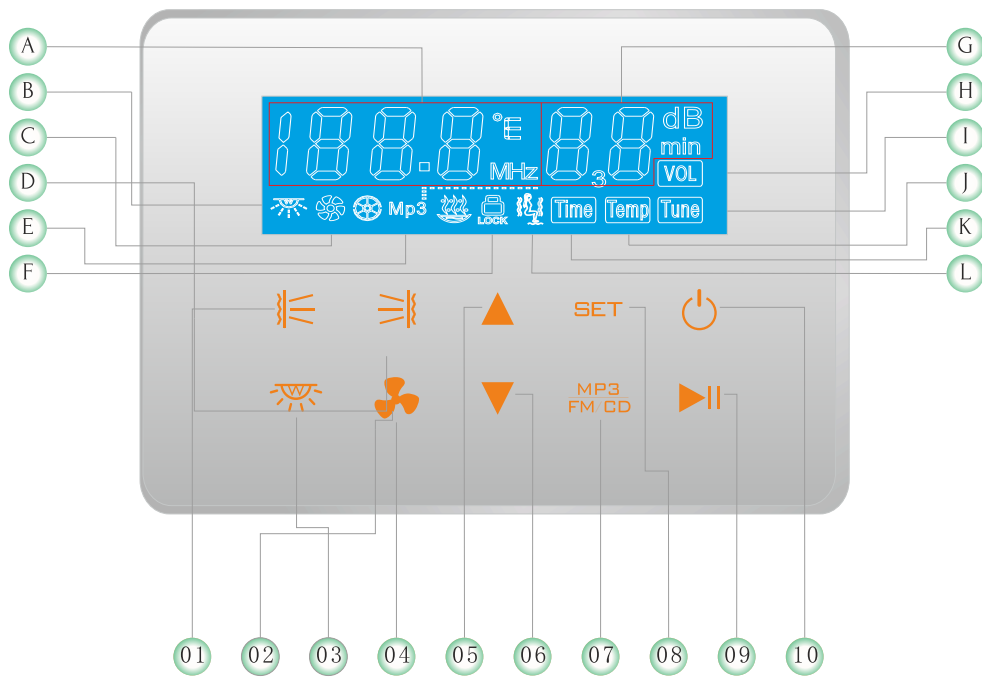 A
B
C
D
E
F
G
H
I
J
K
L
188.8 °E MHz 88 3 dB
min
VOL
Mp3 LOCK Time Temp Tune
SET
MP3
FM/CD
01 02 03 04 05 06 07 08 09 10